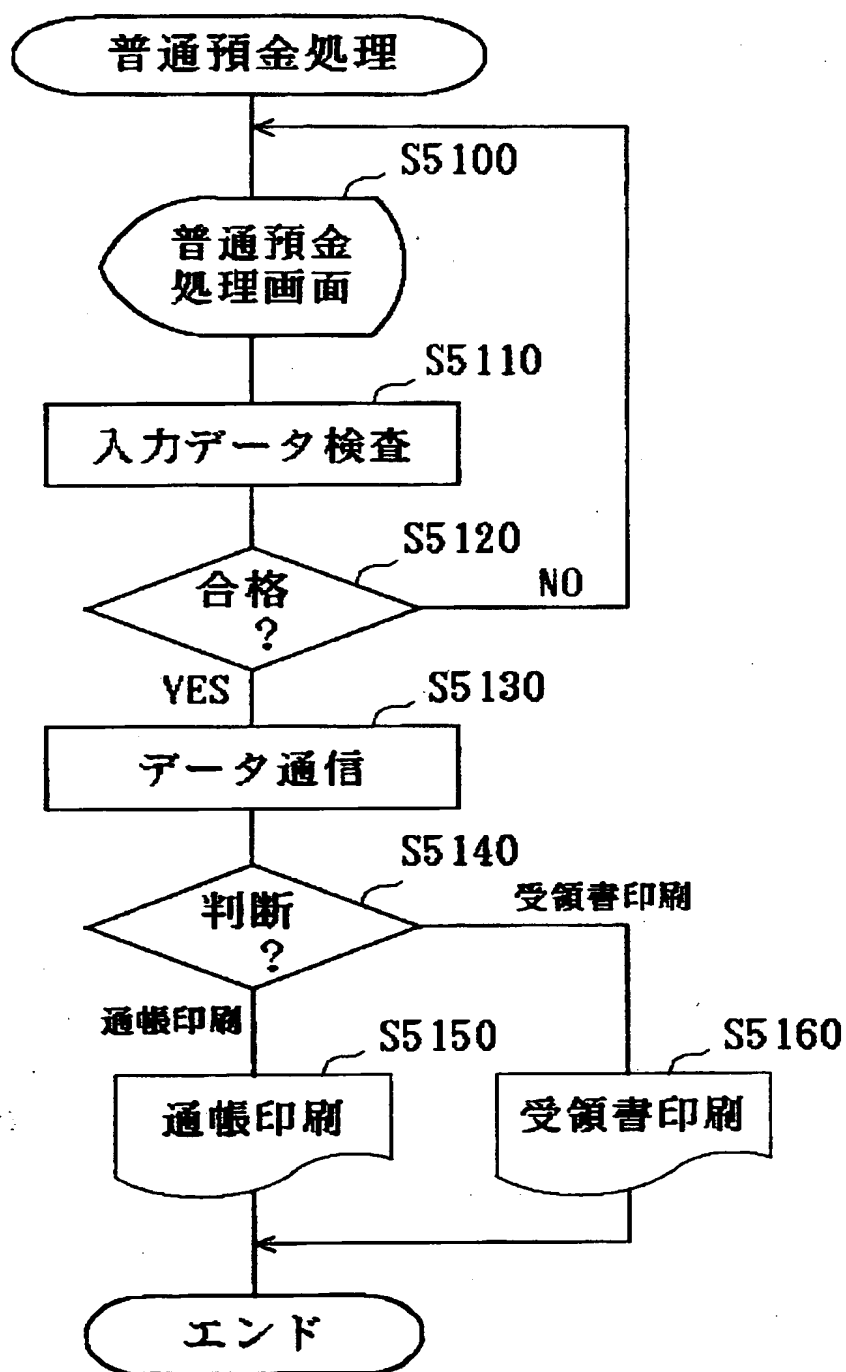 普通預金処理
S5100
普通預金
処理画面
S5110
入力データ検査
S5120
合格
?
NO
YES
S5130
データ通信
S5140
判断
?
受領書印刷
通帳印刷
S5150
S5160
通帳印刷
受領書印刷
エンド